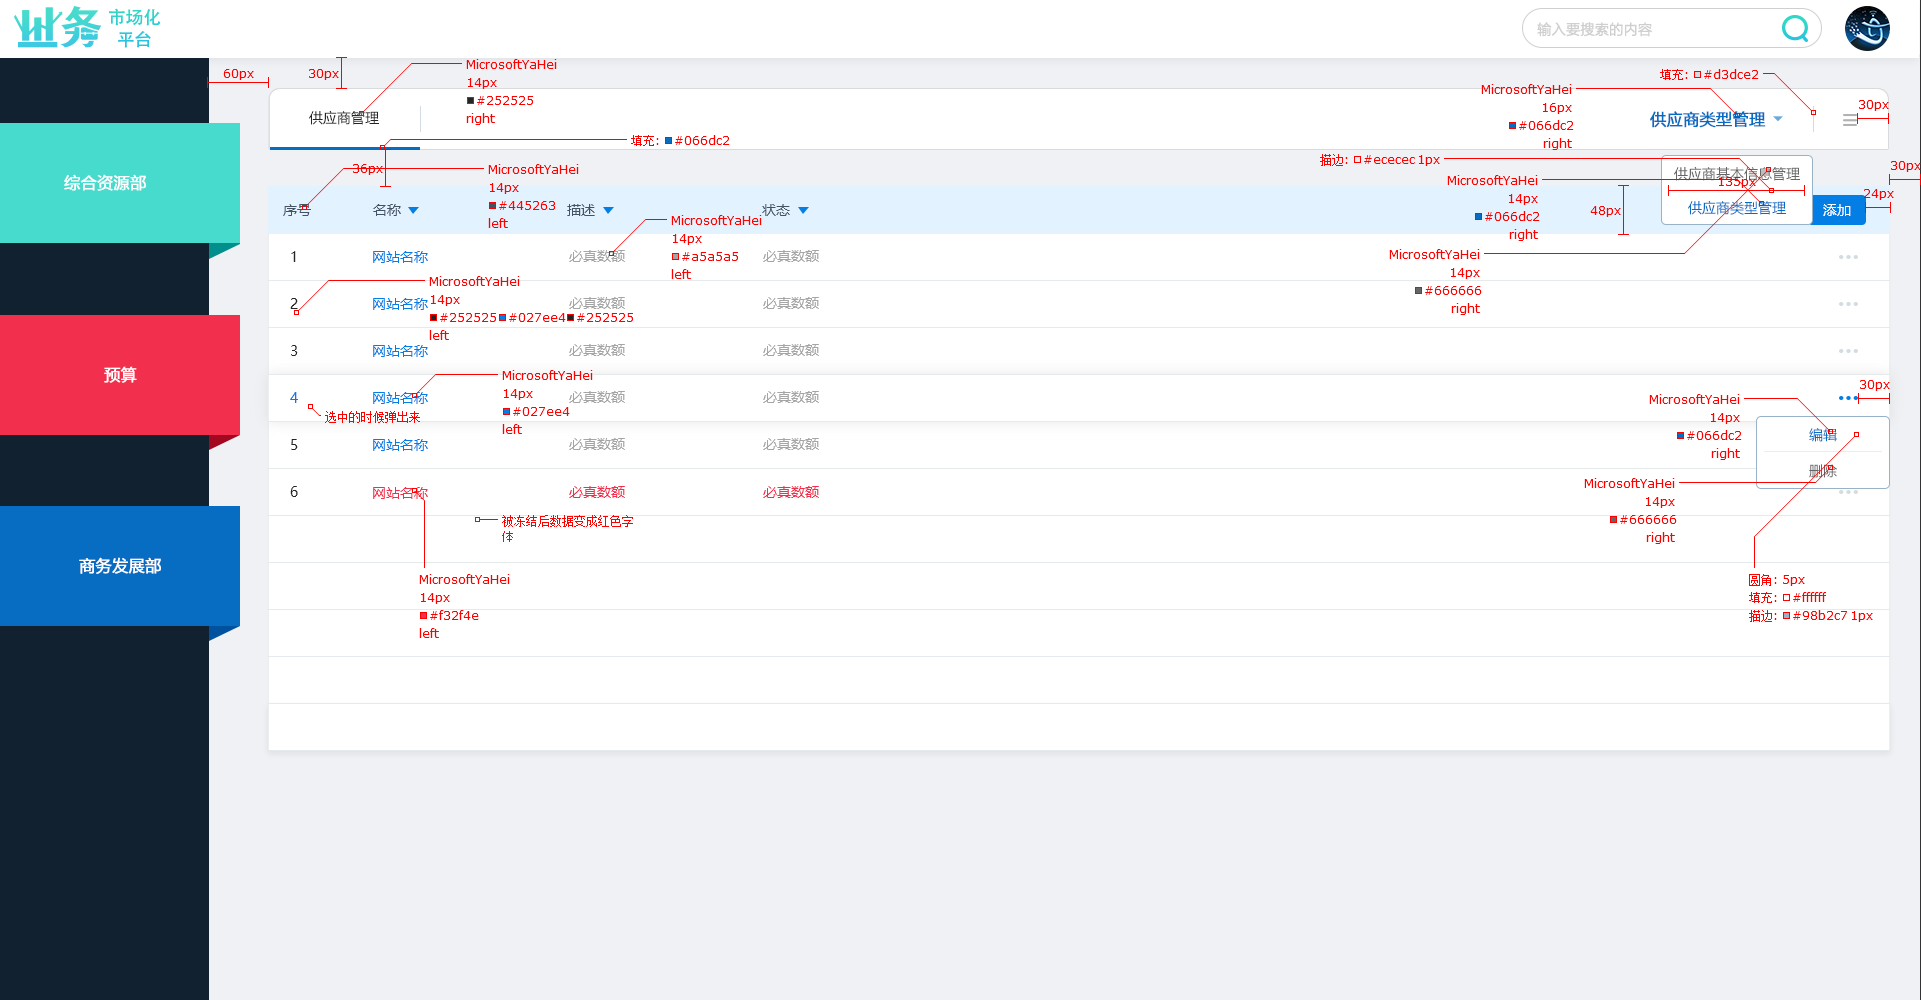 业务 市场化
平台
输入要搜索的内容
60px
30px
MicrosoftYaHei
14px
#252525
right
供应商管理
填充: #066dc2
填充: #d3dce2
MicrosoftYaHei
16px
#066dc2
right
供应商类型管理
30px
描边: #ececec 1px
供应商基本信息管理
135px
供应商类型管理
30px
24px
添加
MicrosoftYaHei
14px
#066dc2
right
48px
36px
MicrosoftYaHei
14px
#445263
left
序号 名称 描述 状态
综合资源部
MicrosoftYaHei
14px
#a5a5a5
left
1 网站名称 必真数额 必真数额
MicrosoftYaHei
14px
#666666
right
MicrosoftYaHei
14px
#252525 #027ee4 #252525
left
2 网站名称 必真数额 必真数额
3 网站名称 必真数额 必真数额
预算
MicrosoftYaHei
14px
#027ee4
left
4 网站名称 必真数额 必真数额
选中的时候弹出来
30px
MicrosoftYaHei
14px
#066dc2
right
编辑
删除
5 网站名称 必真数额 必真数额
6 网站名称 必真数额 必真数额
MicrosoftYaHei
14px
#666666
right
被冻结后数据变成红色字
体
商务发展部
MicrosoftYaHei
14px
#f32f4e
left
圆角: 5px
填充: #ffffff
描边: #98b2c7 1px